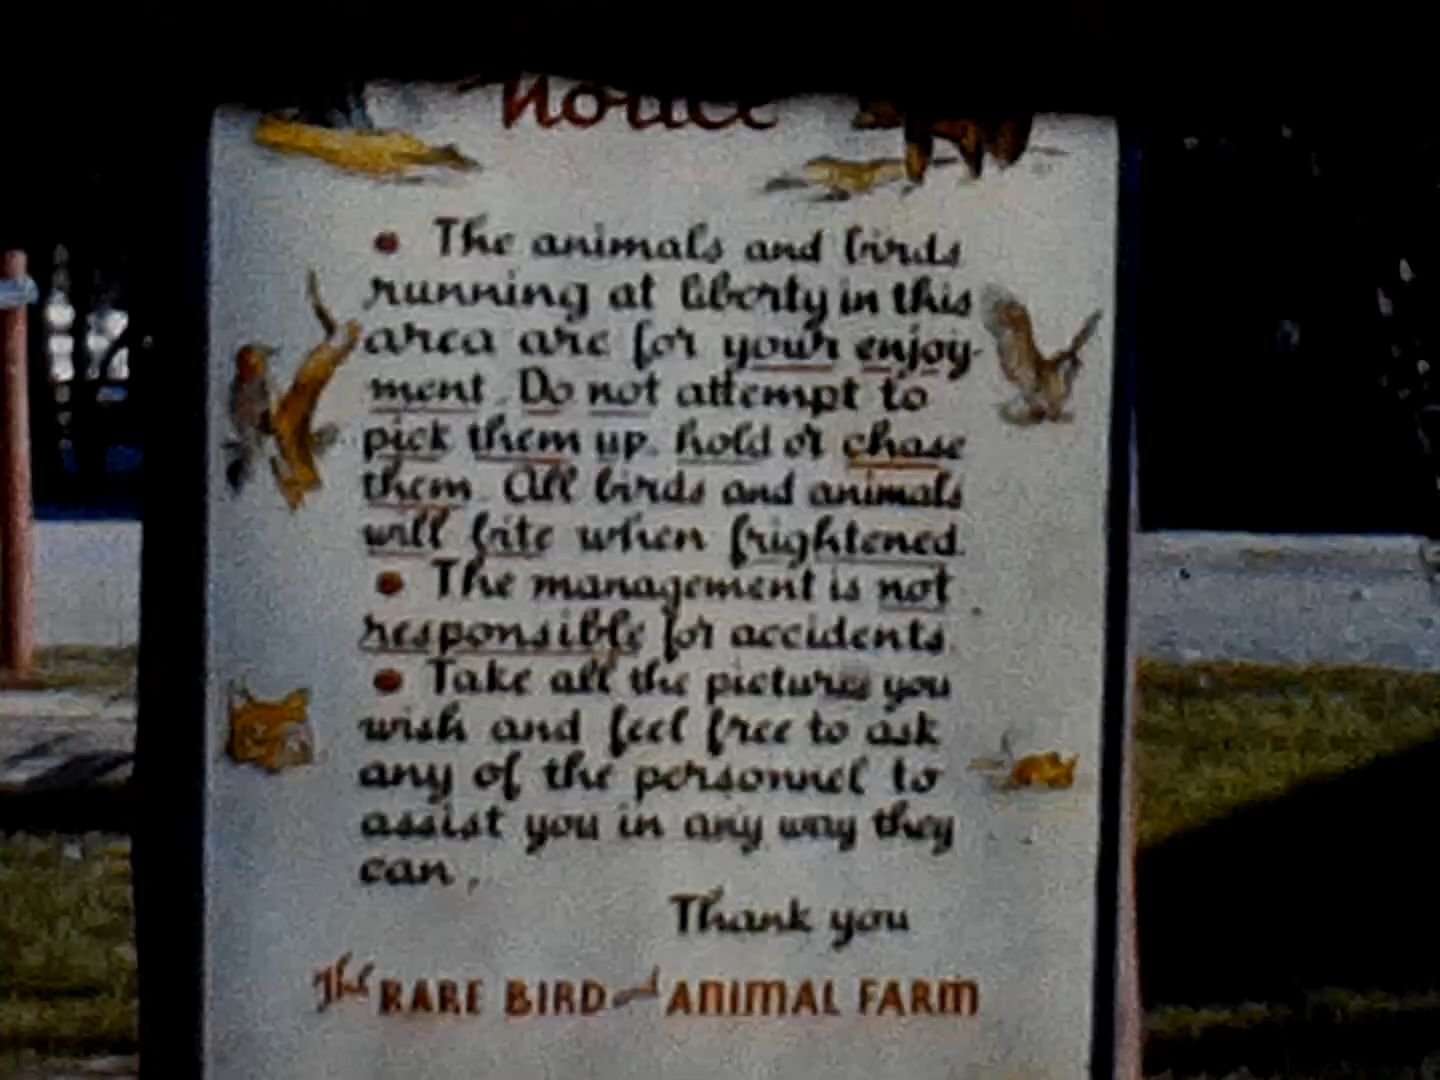 Notice
• The animals and birds
running at liberty in this
area are for your enjoy-
ment. Do not attempt to
pick them up, hold or chase
them. All birds and animals
will bite when frightened.
• The management is not
responsible for accidents.
• Take all the pictures you
wish and feel free to ask
any of the personnel to
assist you in any way they
can.
Thank you
The RARE BIRD and ANIMAL FARM